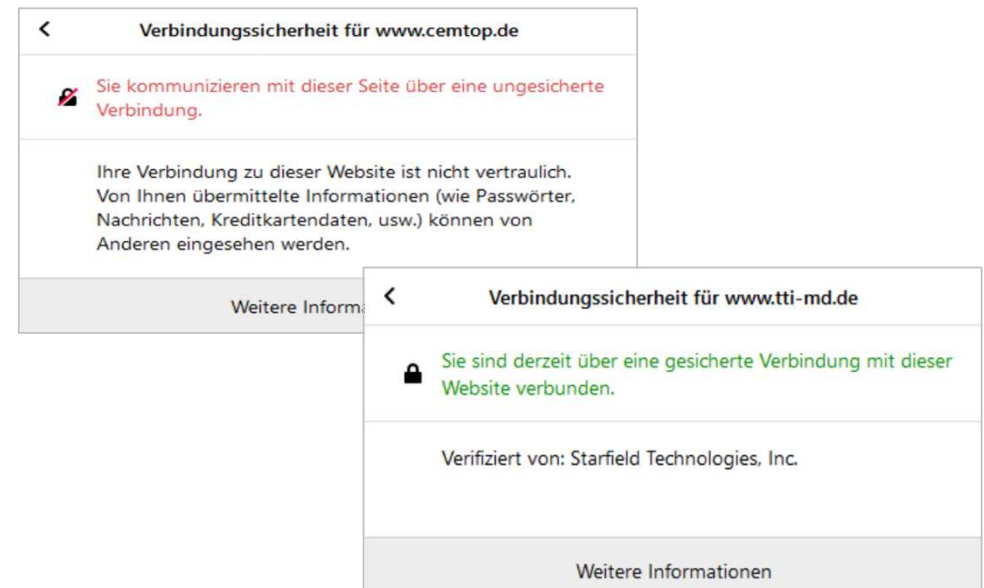 Verbindungssicherheit für www.cemtop.de
Sie kommunizieren mit dieser Seite über eine ungesicherte
Verbindung.
Ihre Verbindung zu dieser Website ist nicht vertraulich.
Von Ihnen übermittelte Informationen (wie Passwörter,
Nachrichten, Kreditkartendaten, usw.) können von
Anderen eingesehen werden.
Weitere
Verbindungssicherheit für www.tti-md.de
Sie sind derzeit über eine gesicherte Verbindung mit dieser
Website verbunden.
Verifiziert von: Starfield Technologies, Inc.
Weitere Informationen